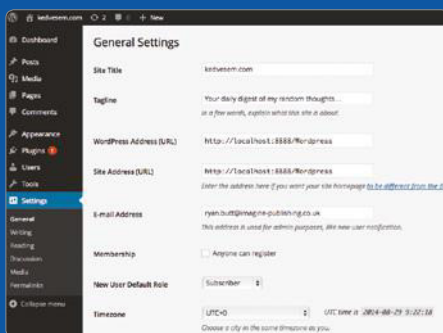 kedvesem.com 2 + New
Dashboard
Posts
Media
Pages
Comments
Appearance
Plugins
Users
Tools
Settings
General
Writing
Reading
Discussion
Media
Permalinks
Collapse menu
General Settings
Site Title kedvesem.com
Tagline Your daily digest of my random thoughts...
In a few words, explain what this site is about.
WordPress Address (URL) http://localhost:8888/Wordpress
Site Address (URL) http://localhost:8888/Wordpress
Enter the address here if you want your site homepage to be different from the
E-mail Address ryan.butt@imagine-publishing.co.uk
This address is used for admin purposes, like new user notification.
Membership Anyone can register
New User Default Role Subscriber
Timezone UTC+0 UTC time is 2014-08-29 9:22:18
Choose a city in the same timezone as you.